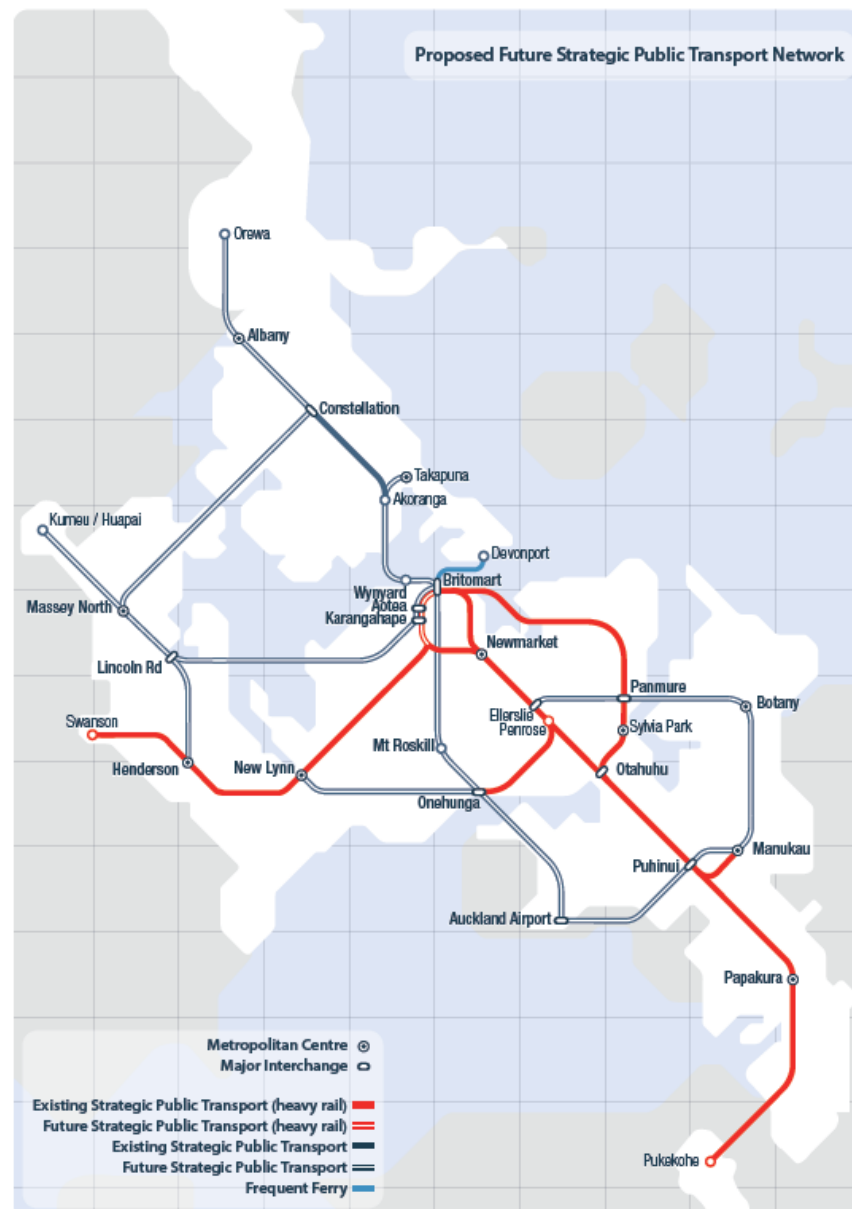 Proposed Future Strategic Public Transport Network
Orewa
Albany
Constellation
Takapuna
Akoranga
Kumeu / Huapai
Devonport
Britomart
Wynyard
Aotea
Massey North
Karangahape
Newmarket
Lincoln Rd
Panmure
Ellerslie
Botany
Swanson
Penrose
Sylvia Park
Mt Roskill
Henderson
New Lynn
Otahuhu
Onehunga
Manukau
Puhinui
Auckland Airport
Papakura
Metropolitan Centre
Major Interchange
Existing Strategic Public Transport (heavy rail)
Future Strategic Public Transport (heavy rail)
Existing Strategic Public Transport
Future Strategic Public Transport
Frequent Ferry
Pukekohe